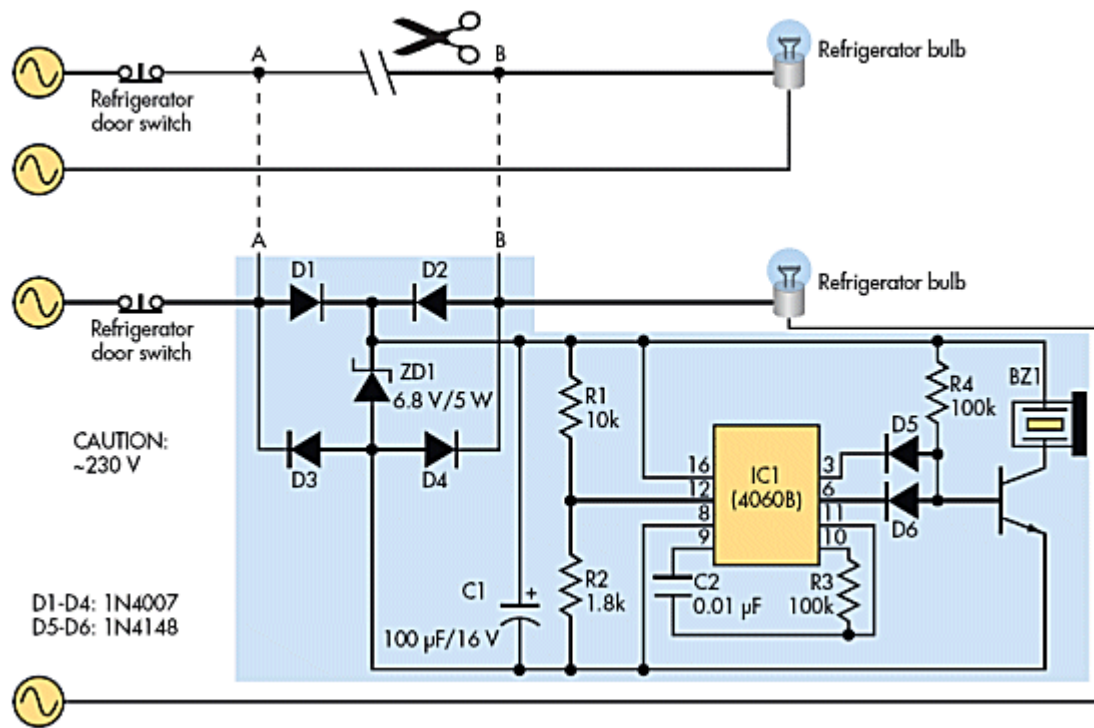 A
B
Refrigerator bulb
Refrigerator
door switch
A
B
D1
D2
Refrigerator bulb
Refrigerator
door switch
ZD1
6.8 V/5 W
R1
10k
R4
100k
BZ1
CAUTION:
~230 V
D3
D4
D5
16
3
IC1
(4060B)
12
6
8
11
D6
9
10
C1
+
R2
1.8k
C2
0.01 µF
R3
100k
D1-D4: 1N4007
D5-D6: 1N4148
100 µF/16 V